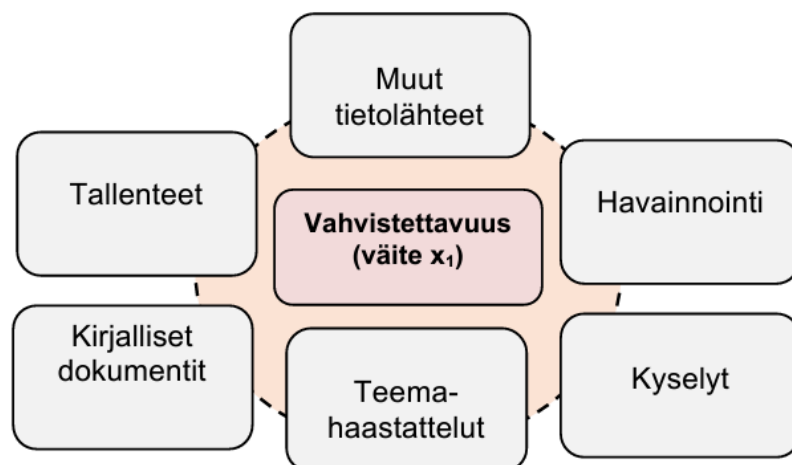 Muut
tietolähteet
Tallenteet
Vahvistettavuus
(väite x₁)
Havainnointi
Kirjalliset
dokumentit
Teema-
haastattelut
Kyselyt